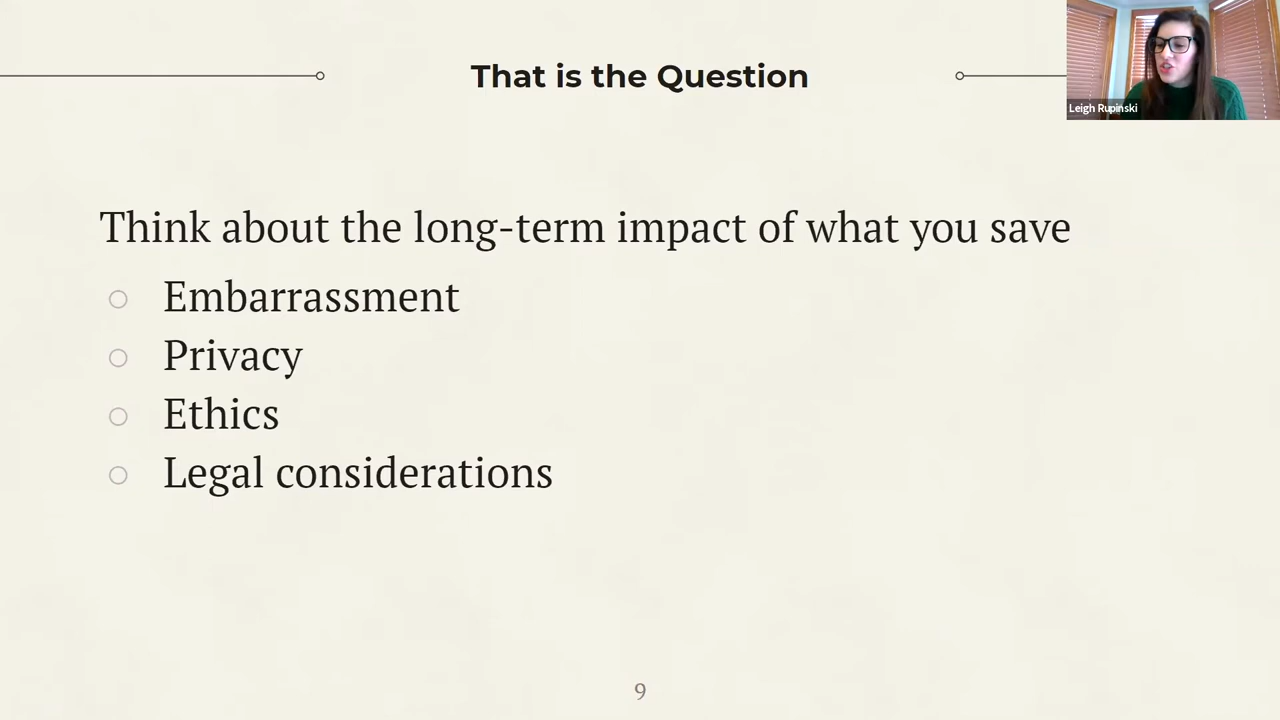 That is the Question
Leigh Rupinski
Think about the long-term impact of what you save
Embarrassment
Privacy
Ethics
Legal considerations
9